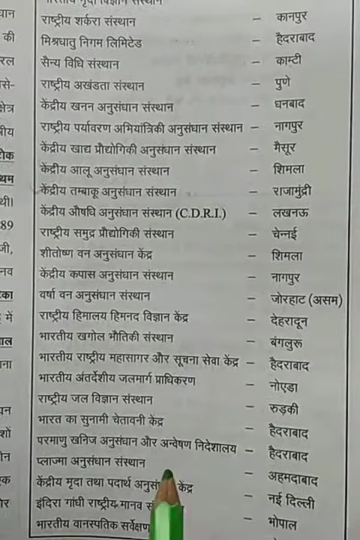 राष्ट्रीय शर्करा संस्थान – कानपुर
मिश्रधातु निगम लिमिटेड – हैदराबाद
सैन्य विधि संस्थान – काम्टी
राष्ट्रीय अखंडता संस्थान – पुणे
केंद्रीय खनन अनुसंधान संस्थान – धनबाद
राष्ट्रीय पर्यावरण अभियांत्रिकी अनुसंधान संस्थान – नागपुर
केंद्रीय खाद्य प्रौद्योगिकी अनुसंधान संस्थान – मैसूर
केंद्रीय आलू अनुसंधान संस्थान – शिमला
केंद्रीय तम्बाकू अनुसंधान संस्थान – राजामुंद्री
केंद्रीय औषधि अनुसंधान संस्थान (C.D.R.I.) – लखनऊ
राष्ट्रीय समुद्र प्रौद्योगिकी संस्थान – चेन्नई
शीतोष्ण वन अनुसंधान केंद्र – शिमला
केंद्रीय कपास अनुसंधान संस्थान – नागपुर
वर्षा वन अनुसंधान संस्थान – जोरहाट (असम)
राष्ट्रीय हिमालय हिमनद विज्ञान केंद्र – देहरादून
भारतीय खगोल भौतिकी संस्थान – बंगलुरू
भारतीय राष्ट्रीय महासागर और सूचना सेवा केंद्र – हैदराबाद
भारतीय अंतर्देशीय जलमार्ग प्राधिकरण – नोएडा
राष्ट्रीय जल विज्ञान संस्थान – रुड़की
भारत का सुनामी चेतावनी केंद्र – हैदराबाद
परमाणु खनिज अनुसंधान और अन्वेषण निदेशालय – हैदराबाद
प्लाज्मा अनुसंधान संस्थान – अहमदाबाद
केंद्रीय मृदा तथा पदार्थ केंद्र – नई दिल्ली
इंदिरा गांधी राष्ट्रीय मानव – भोपाल
भारतीय वानस्पतिक सर्वेक्षण